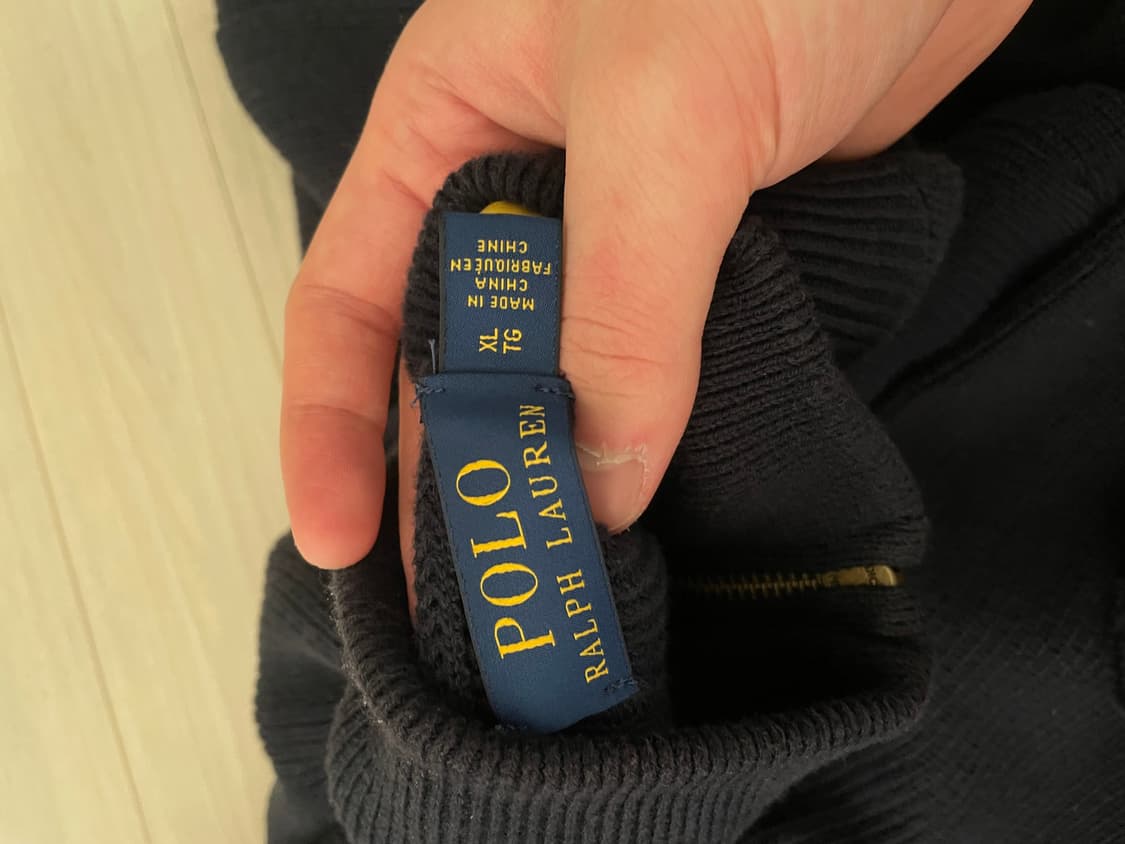 POLO
RALPH LAUREN
XL
TG
MADE IN
CHINA
FABRIQUÉ EN
CHINE